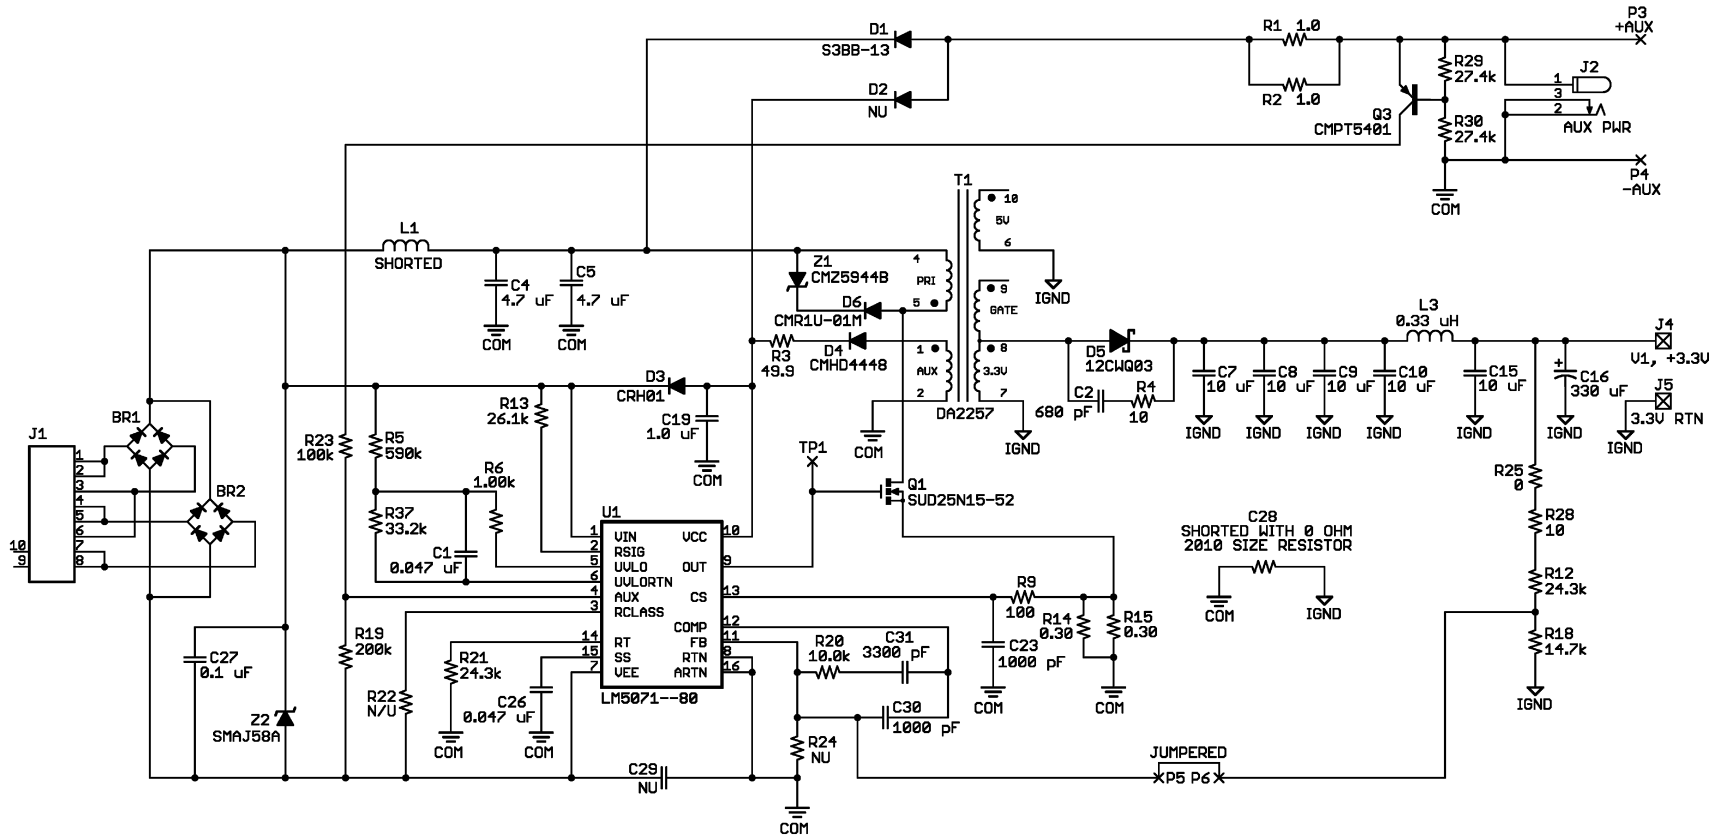 D1
S3BB-13
D2
NU
R1 1.0
R2 1.0
P3
+AUX
R29
27.4k
R30
27.4k
Q3
CMPT5401
1
3
2
J2
AUX PWR
P4
-AUX
COM
T1
10
5V
6
IGND
4
PRI
5
9
GATE
1
AUX
2
8
3.3V
7
DA2257
COM
IGND
L1
SHORTED
C4
4.7 uF
COM
C5
4.7 uF
COM
Z1
CMZ5944B
D6
CMR1U-01M
R3
49.9
D4
CMHD4448
D3
CRH01
C19
1.0 uF
COM
D5
12CWQ03
C2
680
pF
R4
10
C7
10 uF
IGND
C8
10 uF
IGND
C9
10 uF
IGND
C10
10 uF
IGND
L3
0.33 uH
C15
10 uF
IGND
+
C16
330 uF
IGND
J4
V1, +3.3V
J5
3.3V RTN
IGND
BR1
BR2
J1
1
2
3
4
5
6
7
8
10
9
R23
100k
R5
590k
R13
26.1k
R6
1.00k
R37
33.2k
C1
0.047 uF
TP1
Q1
SUD25N15-52
U1
1 VIN VCC 10
2 RSIG
5 UVLO OUT 9
6 UVLORTN
4 AUX CS 13
3 RCLASS
COMP 12
14 RT FB 11
15 SS RTN 8
7 VEE ARTN 16
LM5071--80
R9
100
C23
1000 pF
COM
R14
0.30
R15
0.30
COM
C28
SHORTED WITH 0 OHM
2010 SIZE RESISTOR
COM
IGND
R25
0
R28
10
R12
24.3k
R18
14.7k
IGND
C27
0.1 uF
Z2
SMAJ58A
R19
200k
R22
N/U
R21
24.3k
COM
C26
0.047 uF
COM
R20
10.0k
C31
3300 pF
C30
1000 pF
R24
NU
C29
NU
COM
JUMPERED
P5 P6